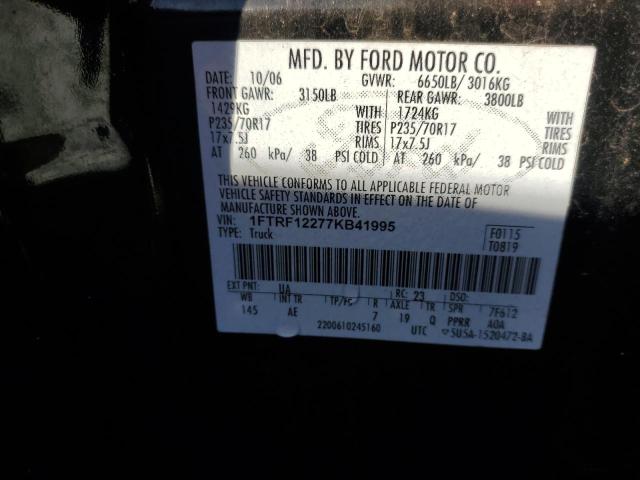 MFD. BY FORD MOTOR CO.
DATE: 10/06 GVWR: 6650LB/ 3016KG
FRONT GAWR: 3150LB REAR GAWR: 3800LB
1429KG WITH 1724KG WITH
P235/70R17 TIRES P235/70R17 TIRES
17x7.5J RIMS 17x7.5J RIMS
AT 260 kPa/ 38 PSI COLD AT 260 kPa/ 38 PSI COLD
THIS VEHICLE CONFORMS TO ALL APPLICABLE FEDERAL MOTOR
VEHICLE SAFETY STANDARDS IN EFFECT ON THE DATE OF
MANUFACTURE SHOWN ABOVE.
VIN: 1FTRF12277KB41995 F0115
TYPE: Truck T0819
EXT PNT: UA RC: 23 DSO:
WB INT TR TP/PS R AXLE TR SPR 7F612
145 AE 7 19 Q PPRR AOA
2200610245160 UTC 5U5A-1520472-BA